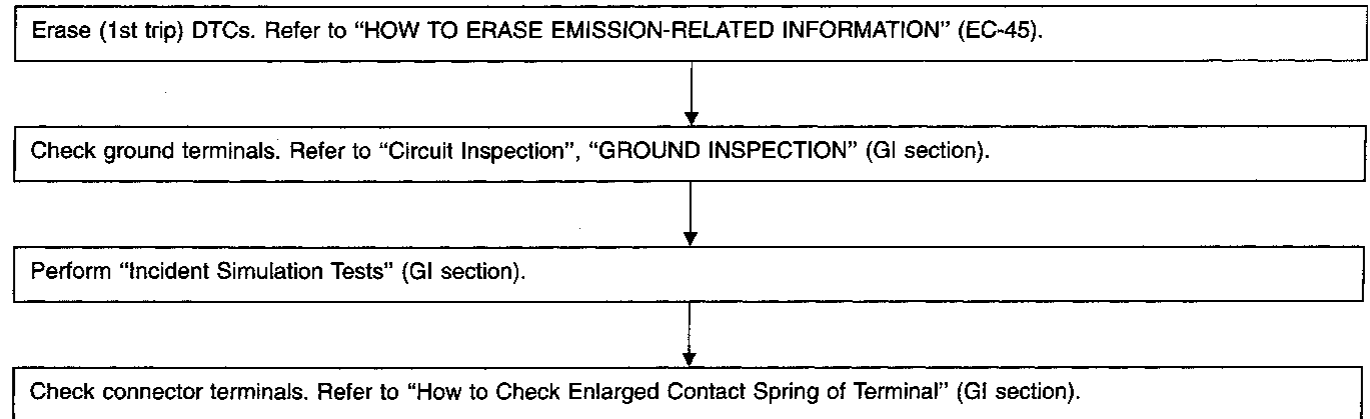 Erase (1st trip) DTCs. Refer to “HOW TO ERASE EMISSION-RELATED INFORMATION” (EC-45).
Check ground terminals. Refer to “Circuit Inspection”, “GROUND INSPECTION” (GI section).
Perform “Incident Simulation Tests” (GI section).
Check connector terminals. Refer to “How to Check Enlarged Contact Spring of Terminal” (GI section).